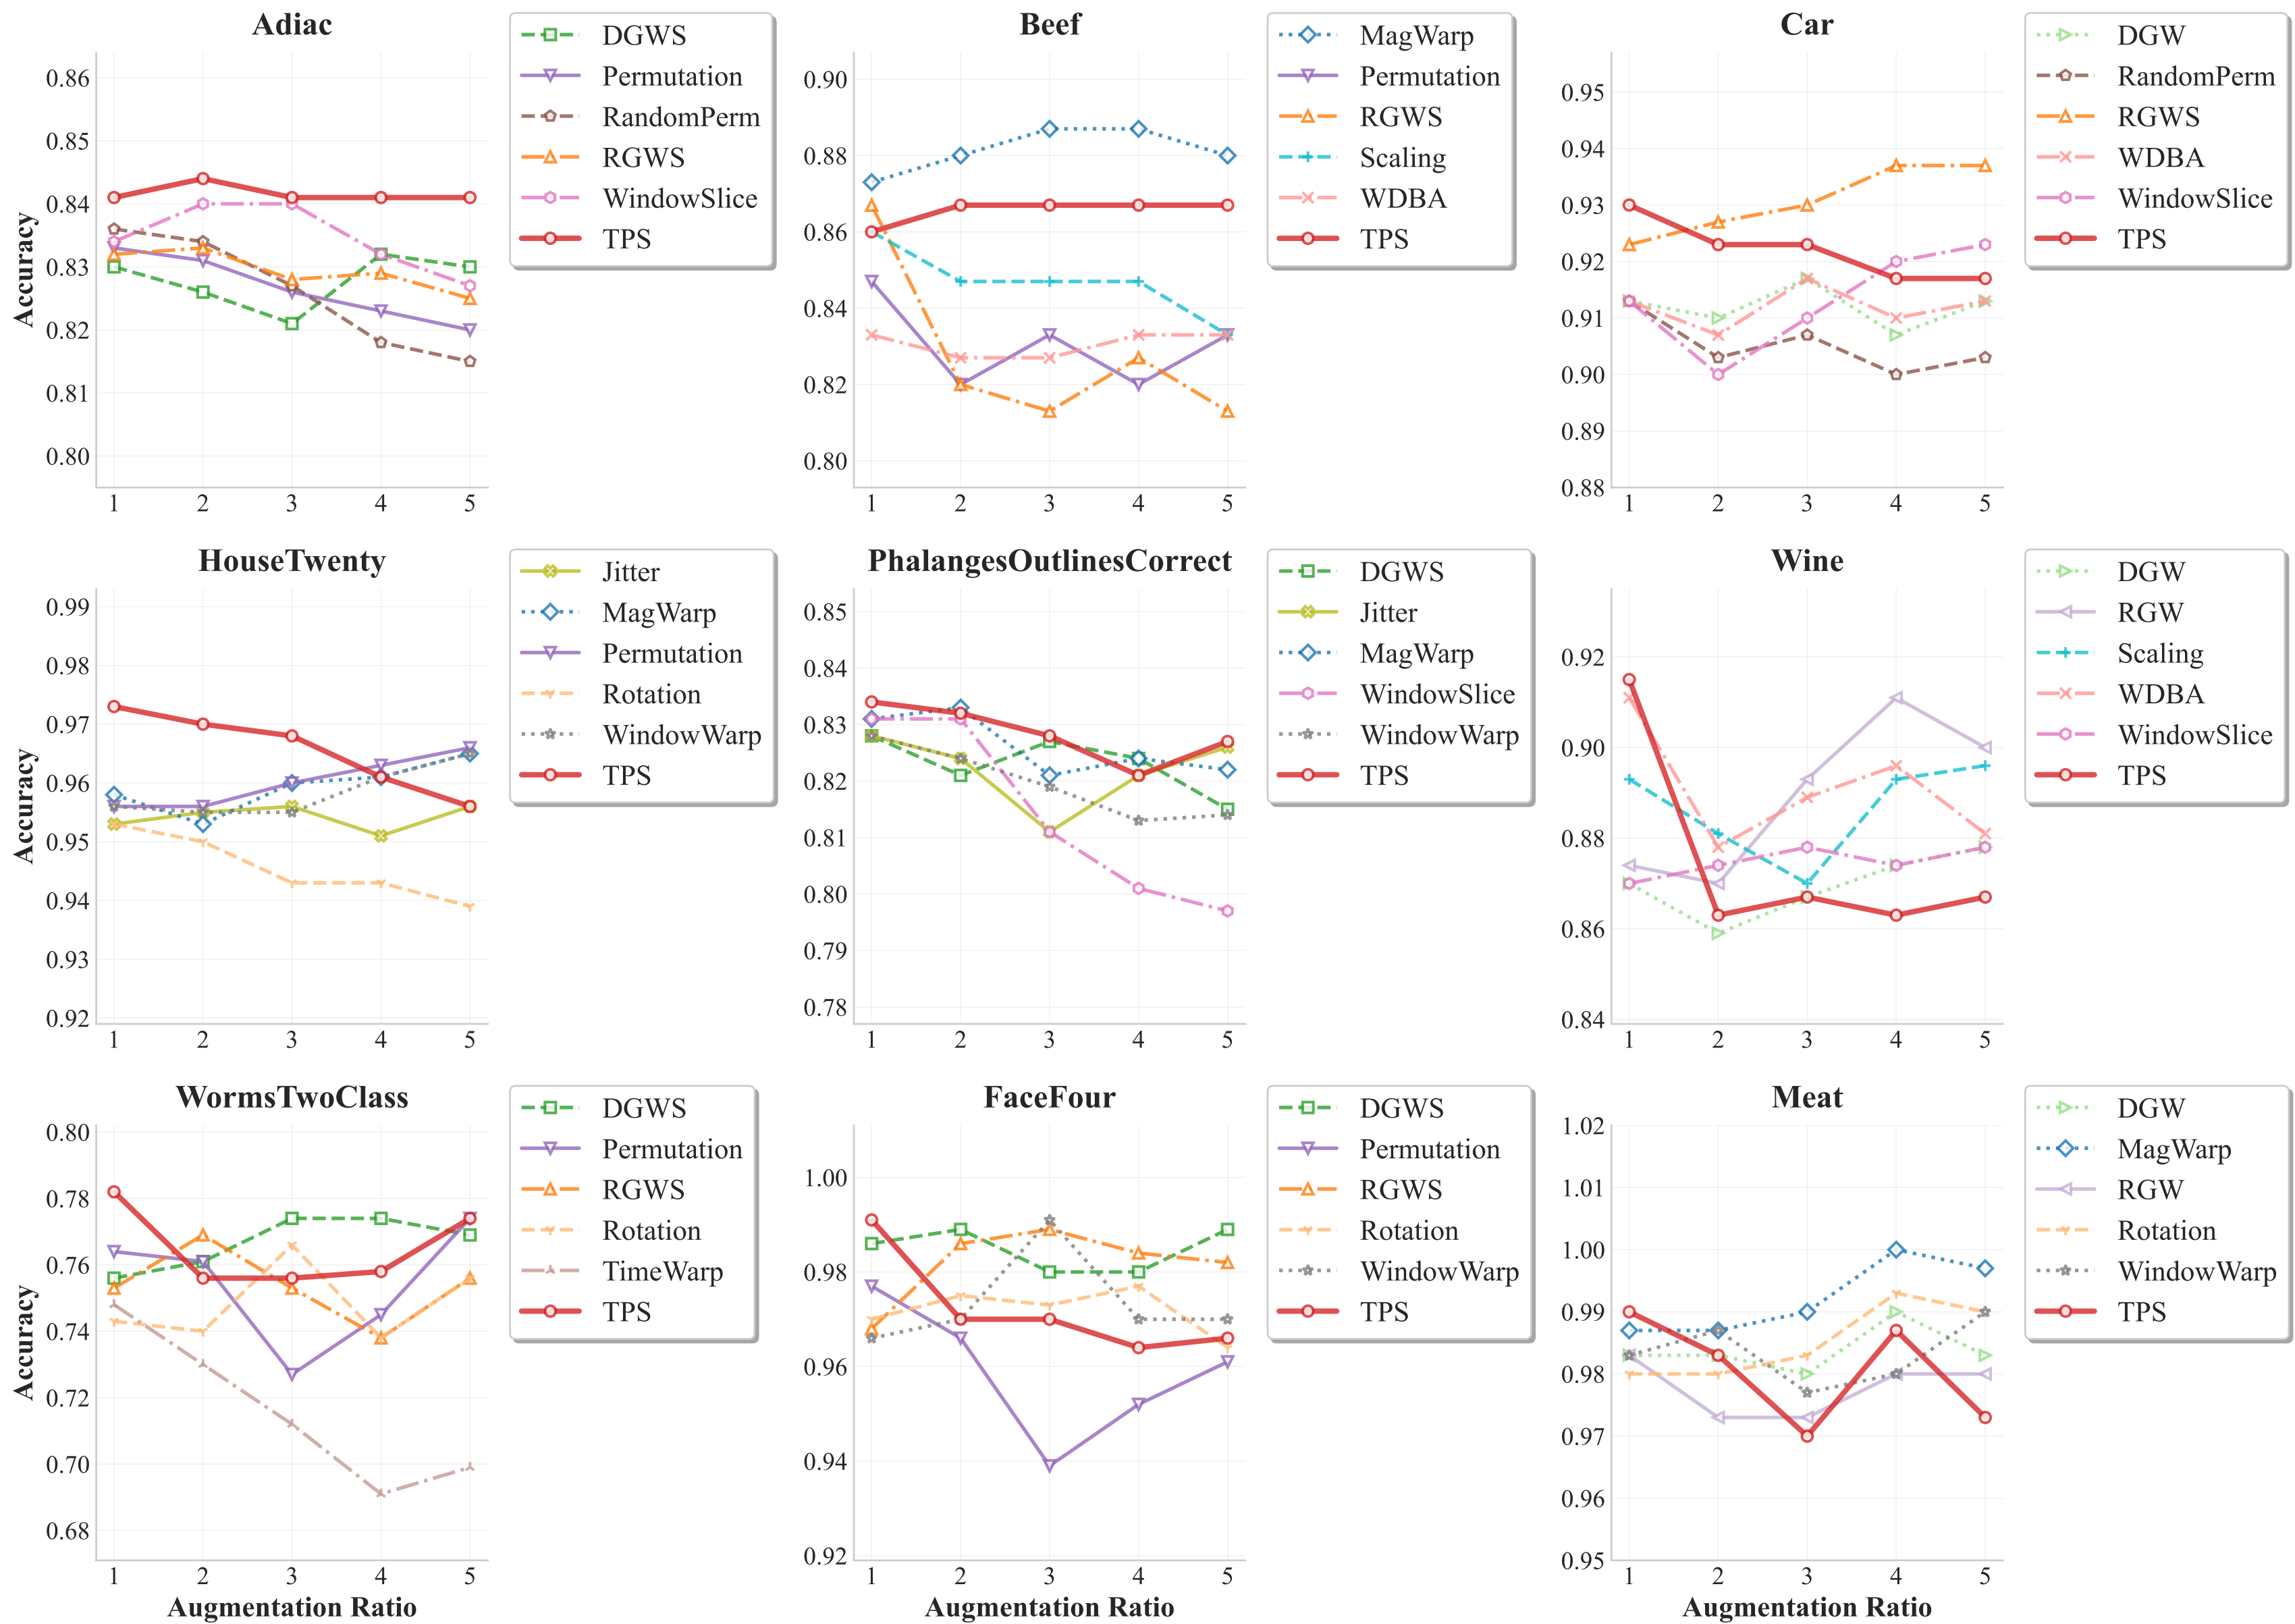 Adiac
Accuracy
0.86
0.85
0.84
0.83
0.82
0.81
0.80
1 2 3 4 5
DGWS
Permutation
RandomPerm
RGWS
WindowSlice
TPS
Beef
0.90
0.88
0.86
0.84
0.82
0.80
1 2 3 4 5
MagWarp
Permutation
RGWS
Scaling
WDBA
TPS
Car
0.95
0.94
0.93
0.92
0.91
0.90
0.89
0.88
1 2 3 4 5
DGW
RandomPerm
RGWS
WDBA
WindowSlice
TPS
HouseTwenty
Accuracy
0.99
0.98
0.97
0.96
0.95
0.94
0.93
0.92
1 2 3 4 5
Jitter
MagWarp
Permutation
Rotation
WindowWarp
TPS
PhalangesOutlinesCorrect
0.85
0.84
0.83
0.82
0.81
0.80
0.79
0.78
1 2 3 4 5
DGWS
Jitter
MagWarp
WindowSlice
WindowWarp
TPS
Wine
0.92
0.90
0.88
0.86
0.84
1 2 3 4 5
DGW
RGW
Scaling
WDBA
WindowSlice
TPS
WormsTwoClass
Accuracy
0.80
0.78
0.76
0.74
0.72
0.70
0.68
1 2 3 4 5
Augmentation Ratio
DGWS
Permutation
RGWS
Rotation
TimeWarp
TPS
FaceFour
1.00
0.98
0.96
0.94
0.92
1 2 3 4 5
Augmentation Ratio
DGWS
Permutation
RGWS
Rotation
WindowWarp
TPS
Meat
1.02
1.01
1.00
0.99
0.98
0.97
0.96
0.95
1 2 3 4 5
Augmentation Ratio
DGW
MagWarp
RGW
Rotation
WindowWarp
TPS